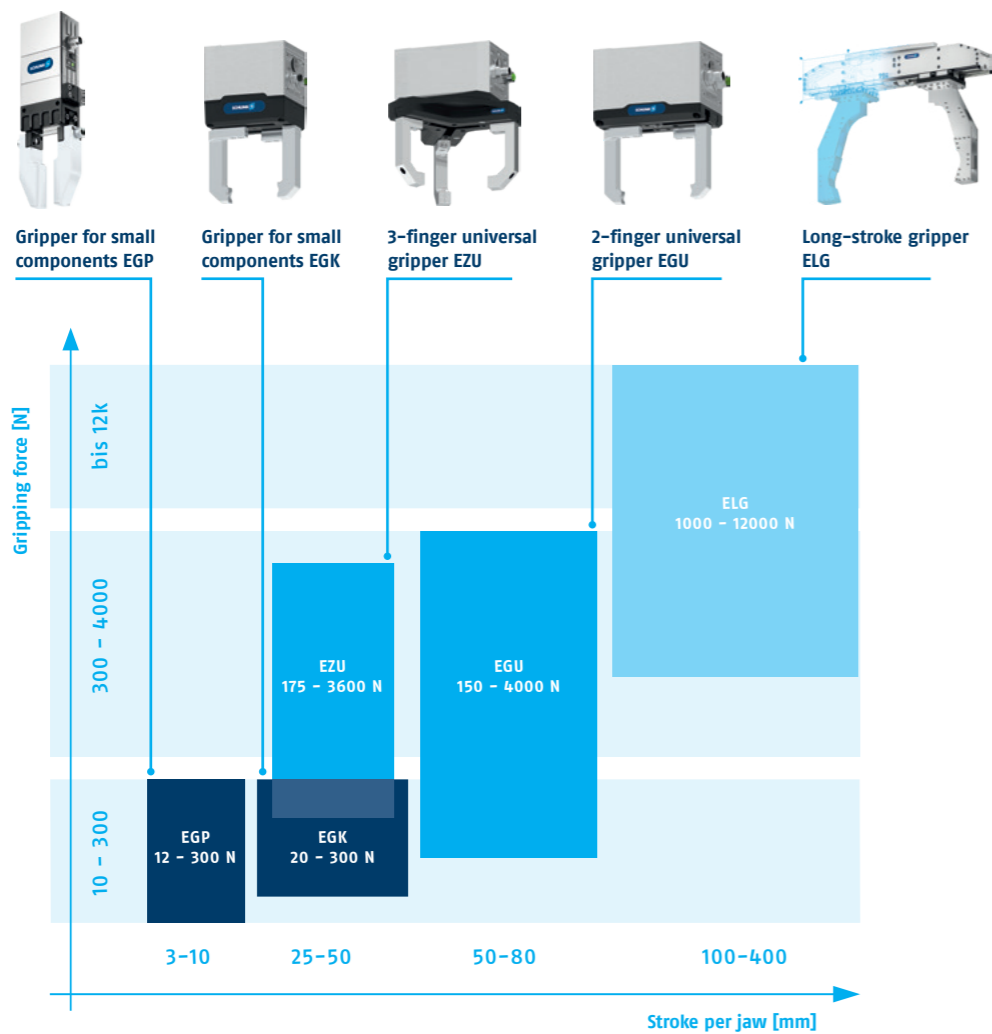 SCHUNK
SCHUNK
SCHUNK
Gripper for small
components EGP
Gripper for small
components EGK
3-finger universal
gripper EZU
2-finger universal
gripper EGU
Long-stroke gripper
ELG
Gripping force [N]
bis 12k
300 - 4000
10 - 300
ELG
1000 - 12000 N
EZU
175 - 3600 N
EGU
150 - 4000 N
EGP
12 - 300 N
EGK
20 - 300 N
3-10
25-50
50-80
100-400
Stroke per jaw [mm]